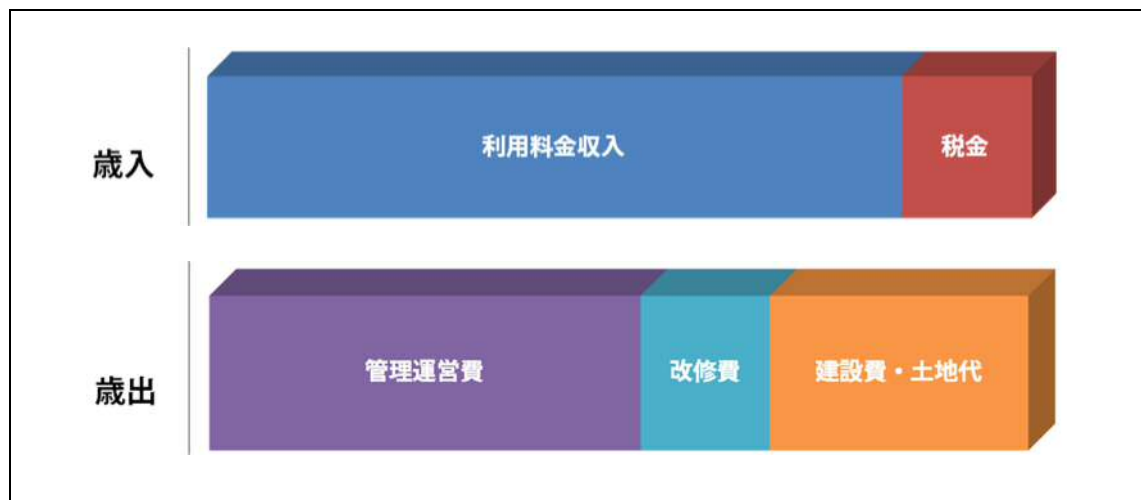 歳入
利用料金収入
税金
歳出
管理運営費
改修費
建設費・土地代